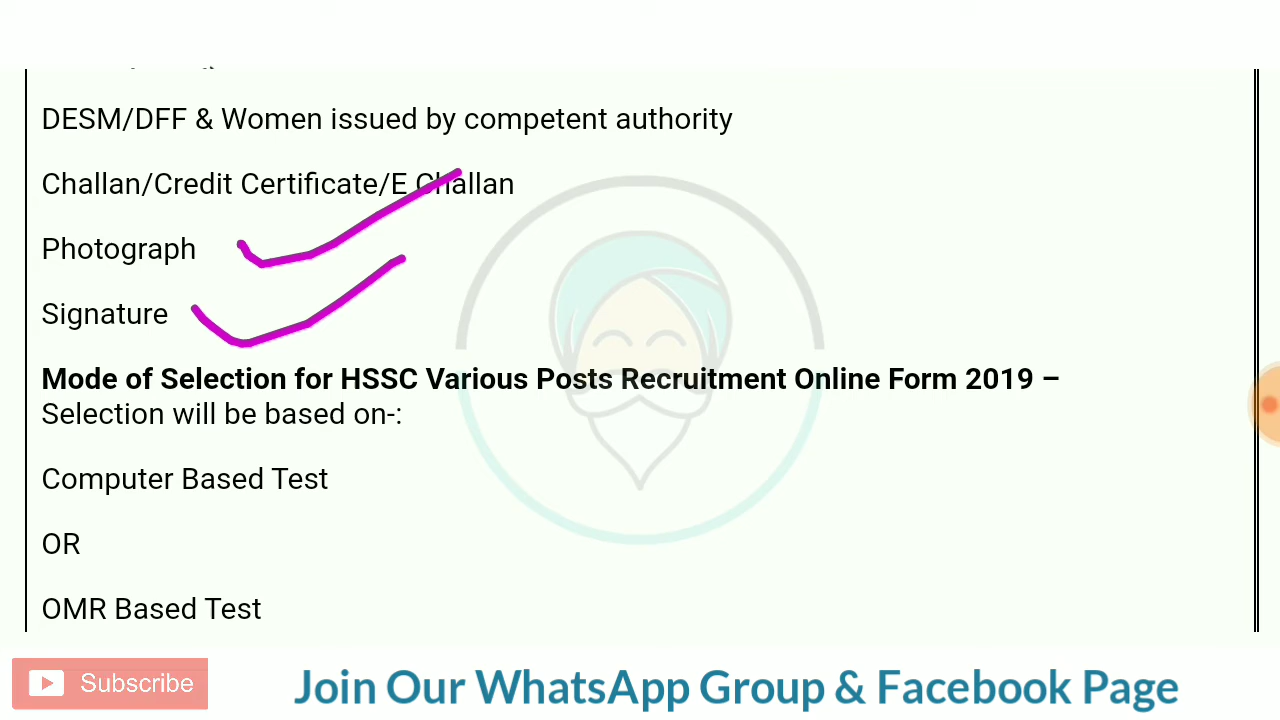 DESM/DFF & Women issued by competent authority
Challan/Credit Certificate/E Challan
Photograph
Signature
Mode of Selection for HSSC Various Posts Recruitment Online Form 2019 –
Selection will be based on-:
Computer Based Test
OR
OMR Based Test
Subscribe
Join Our WhatsApp Group & Facebook Page